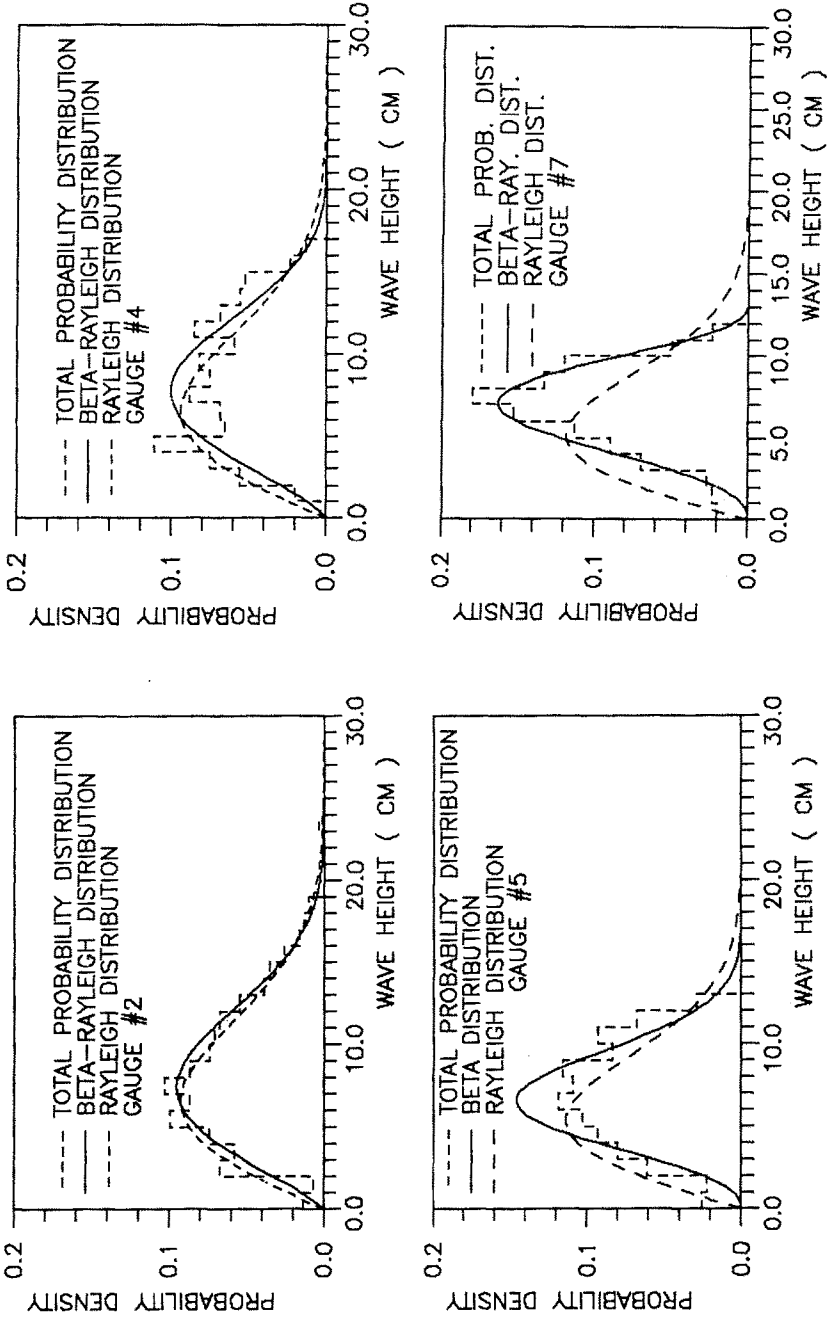 0.2
0.1
0.0
PROBABILITY DENSITY
--- TOTAL PROBABILITY DISTRIBUTION
—— BETA-RAYLEIGH DISTRIBUTION
--- RAYLEIGH DISTRIBUTION
GAUGE #2
0.0 10.0 20.0 30.0
WAVE HEIGHT ( CM )
0.2
0.1
0.0
PROBABILITY DENSITY
--- TOTAL PROBABILITY DISTRIBUTION
—— BETA-RAYLEIGH DISTRIBUTION
--- RAYLEIGH DISTRIBUTION
GAUGE #4
0.0 10.0 20.0 30.0
WAVE HEIGHT ( CM )
0.2
0.1
0.0
PROBABILITY DENSITY
--- TOTAL PROBABILITY DISTRIBUTION
—— BETA DISTRIBUTION
--- RAYLEIGH DISTRIBUTION
GAUGE #5
0.0 10.0 20.0 30.0
WAVE HEIGHT ( CM )
0.2
0.1
0.0
PROBABILITY DENSITY
--- TOTAL PROB. DIST.
—— BETA-RAY. DIST.
--- RAYLEIGH DIST.
GAUGE #7
0.0 5.0 10.0 15.0 20.0 25.0 30.0
WAVE HEIGHT ( CM )